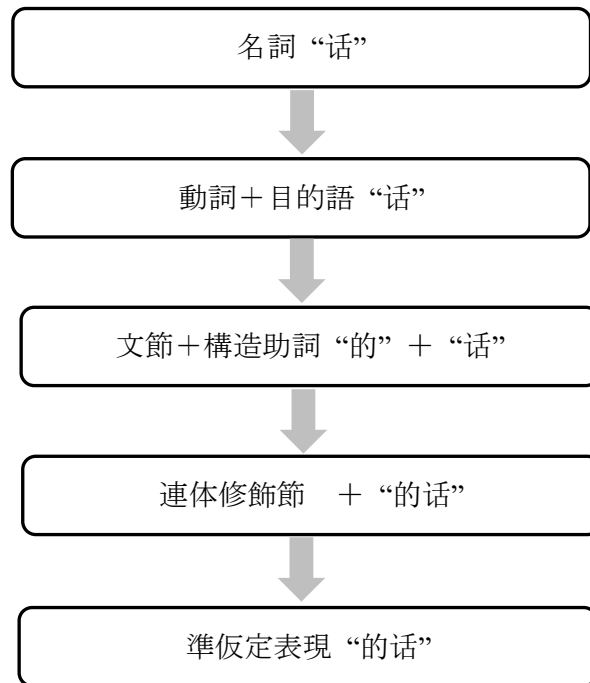 名詞 “话”
動詞＋目的語 “话”
文節＋構造助詞 “的” ＋ “话”
連体修飾節　＋ “的话”
準仮定表現 “的话”